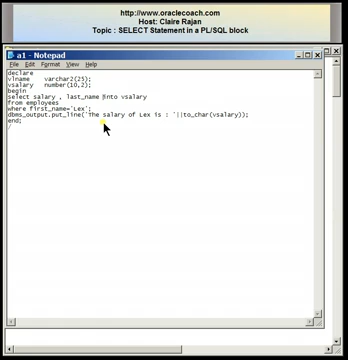 http://www.oraclecoach.com
Host: Claire Rajan
Topic : SELECT Statement in a PL/SQL block
a1 - Notepad
File Edit Format View Help
declare
vlname varchar2(25);
vsalary number(10,2);
begin
select salary , last_name into vsalary
from employees
where first_name='Lex';
dbms_output.put_line('The salary of Lex is : '||to_char(vsalary));
end;
/